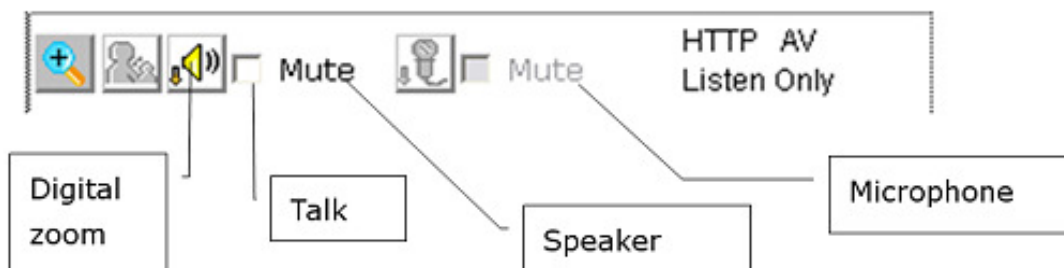 Mute
Mute
HTTP AV
Listen Only
Digital
zoom
Talk
Speaker
Microphone